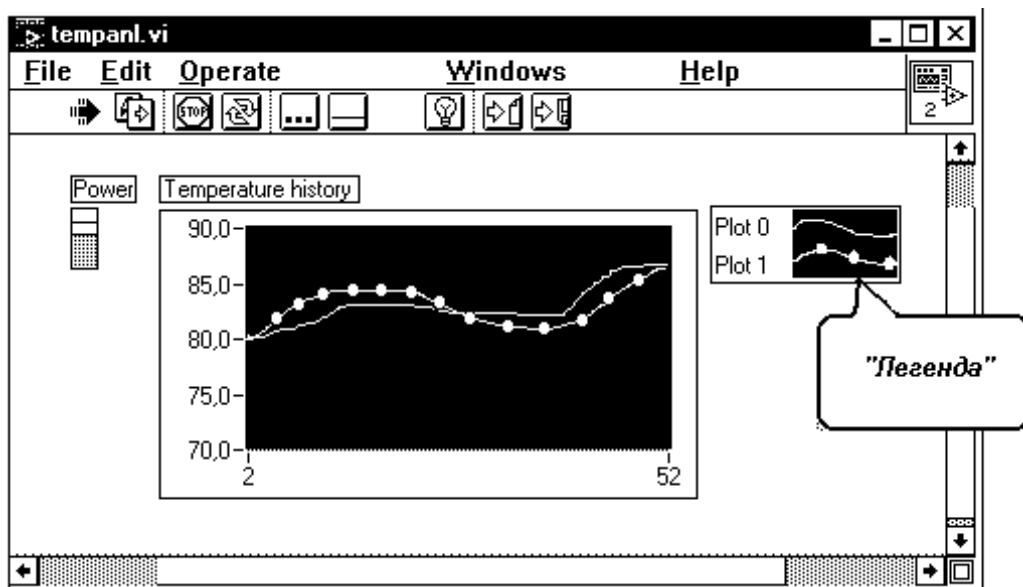 tempanl.vi
File Edit Operate Windows Help
STOP
2
Power
Temperature history
90,0
85,0
80,0
75,0
70,0
2
52
Plot 0
Plot 1
"Легенда"